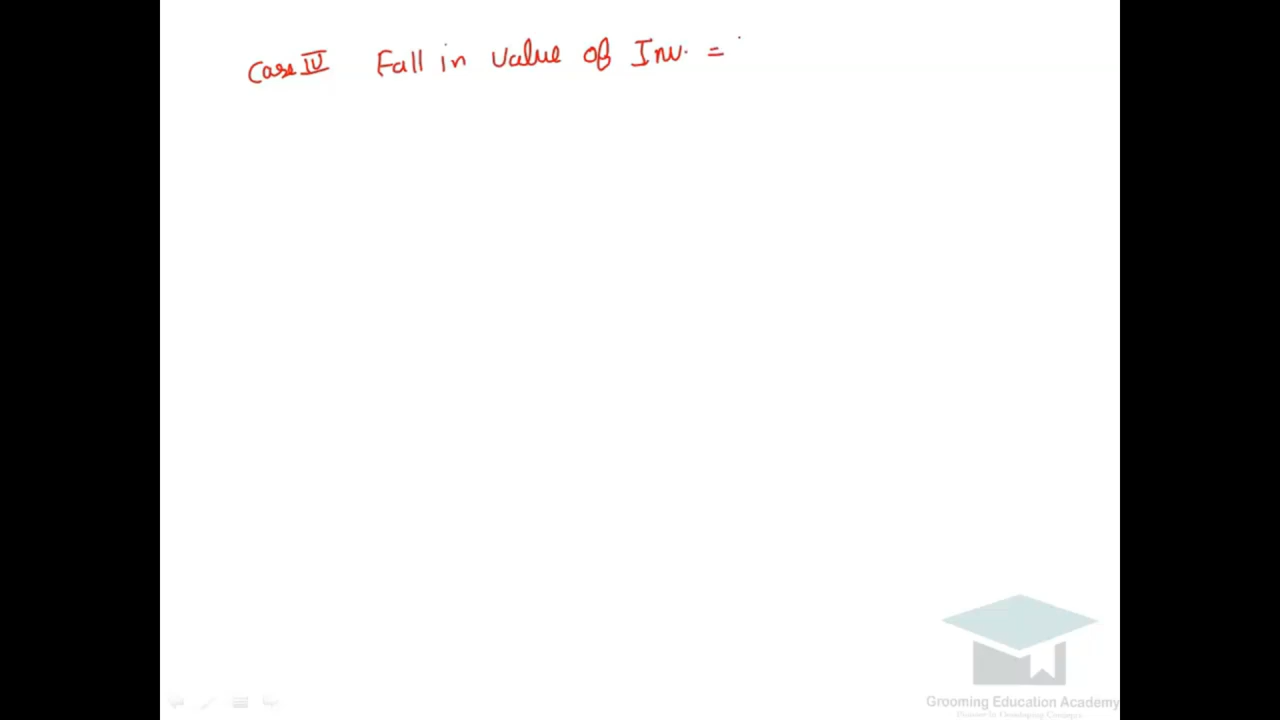 Case IV Fall in value of Inv. =
Grooming Education Academy